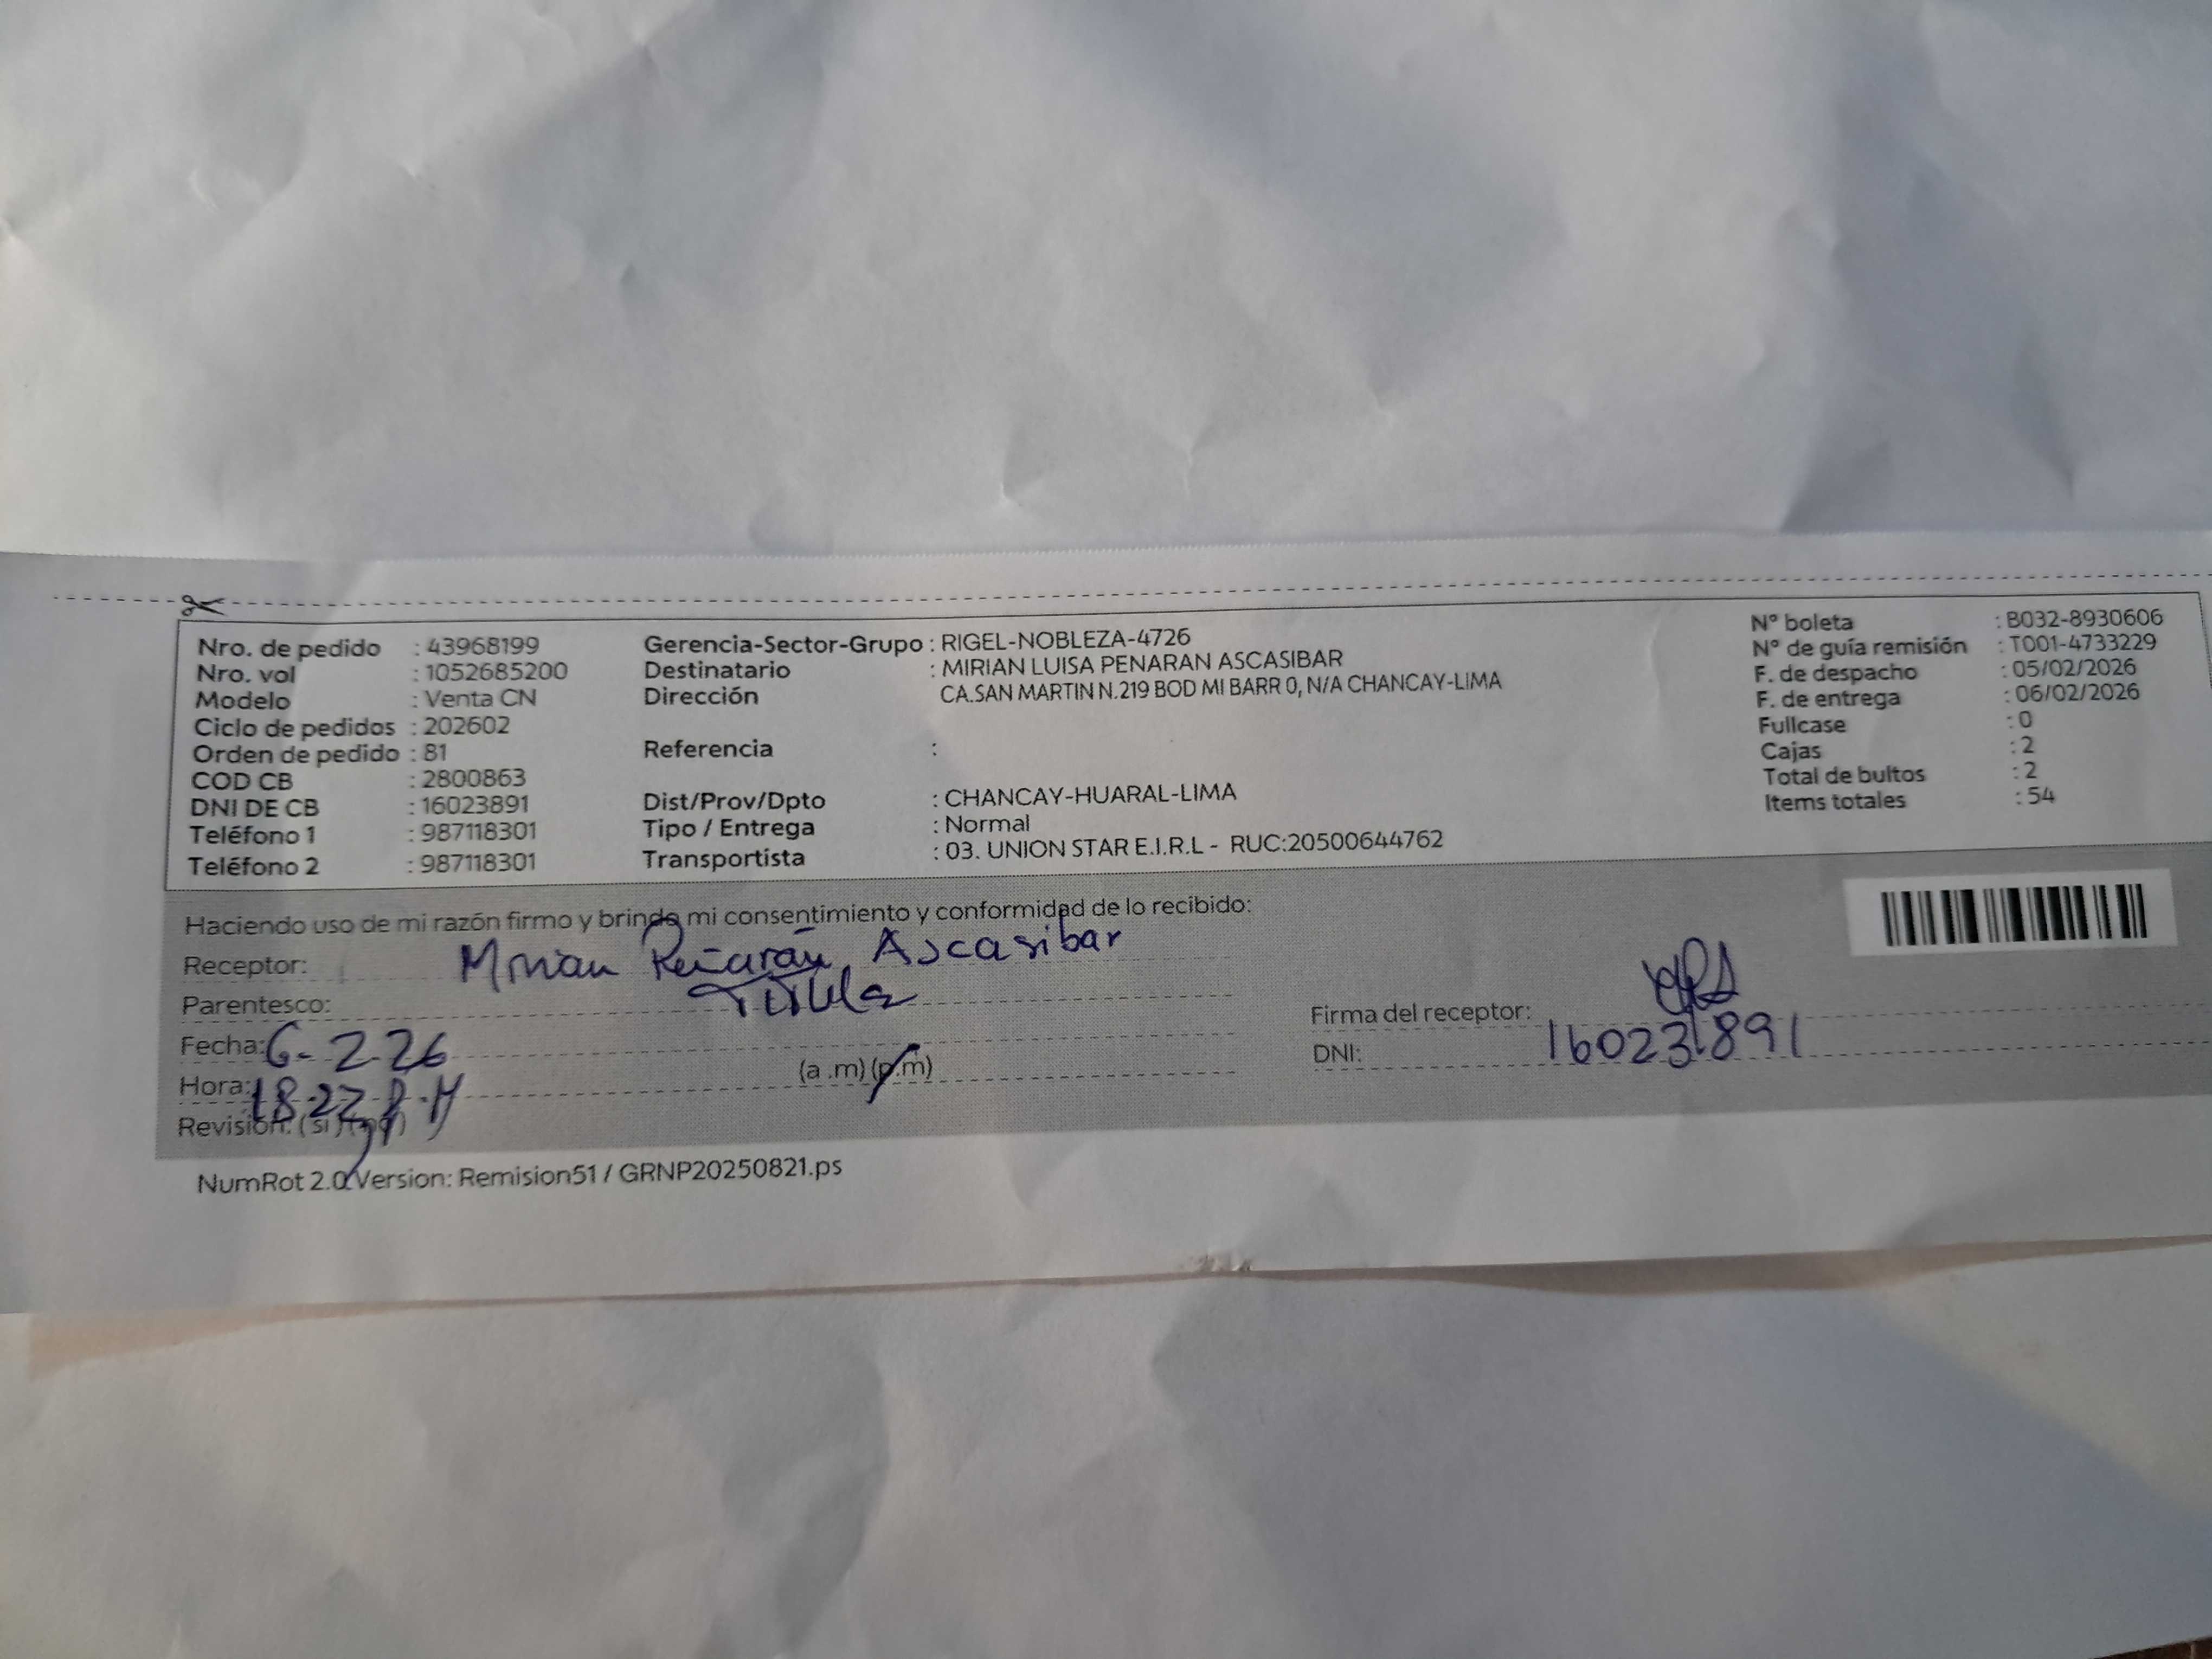 Nro. de pedido : 43968199
Nro. vol : 1052685200
Modelo : Venta CN
Ciclo de pedidos : 202602
Orden de pedido : 81
COD CB : 2800863
DNI DE CB : 16023891
Teléfono 1 : 987118301
Teléfono 2 : 987118301
Gerencia-Sector-Grupo : RIGEL-NOBLEZA-4726
Destinatario : MIRIAN LUISA PENARAN ASCASIBAR
Dirección CA.SAN MARTIN N.219 BOD MI BARR 0, N/A CHANCAY-LIMA
Referencia :
Dist/Prov/Dpto : CHANCAY-HUARAL-LIMA
Tipo / Entrega : Normal
Transportista : 03. UNION STAR E.I.R.L - RUC:20500644762
N° boleta : B032-8930606
N° de guía remisión : T001-4733229
F. de despacho : 05/02/2026
F. de entrega : 06/02/2026
Fullcase : 0
Cajas : 2
Total de bultos : 2
Items totales : 54
Haciendo uso de mi razón firmo y brindo mi consentimiento y conformidad de lo recibido:
Receptor: Mirian Peñarán Ascasibar
Parentesco: Titular
Fecha: 6-2-26
Hora: 18:22 P.M (a .m) (p.m)
Revisión: ( si ) ( no )
Firma del receptor:
DNI: 16023891
NumRot 2.0 Version: Remision51 / GRNP20250821.ps